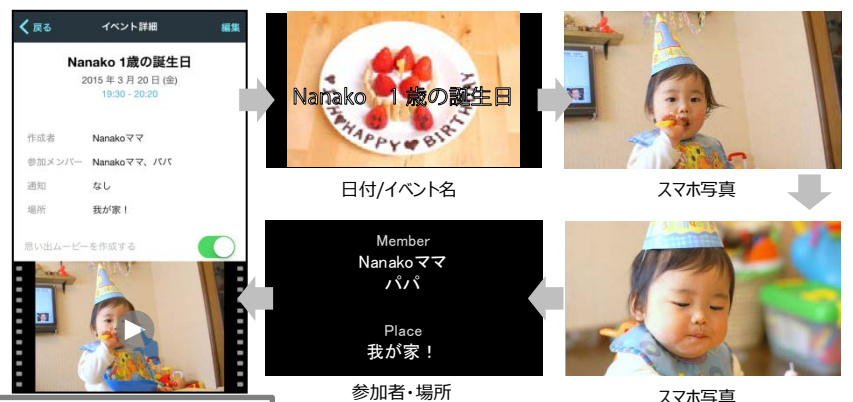 戻る イベント詳細 編集
Nanako 1歳の誕生日
2015 年 3 月 20 日 (金)
19:30 - 20:20
作成者 Nanakoママ
参加メンバー Nanakoママ、パパ
通知 なし
場所 我が家！
思い出ムービーを作成する
Nanako 1歳の誕生日
HAPPY BIRTH
日付/イベント名
スマホ写真
Member
Nanakoママ
パパ
Place
我が家！
参加者・場所
スマホ写真